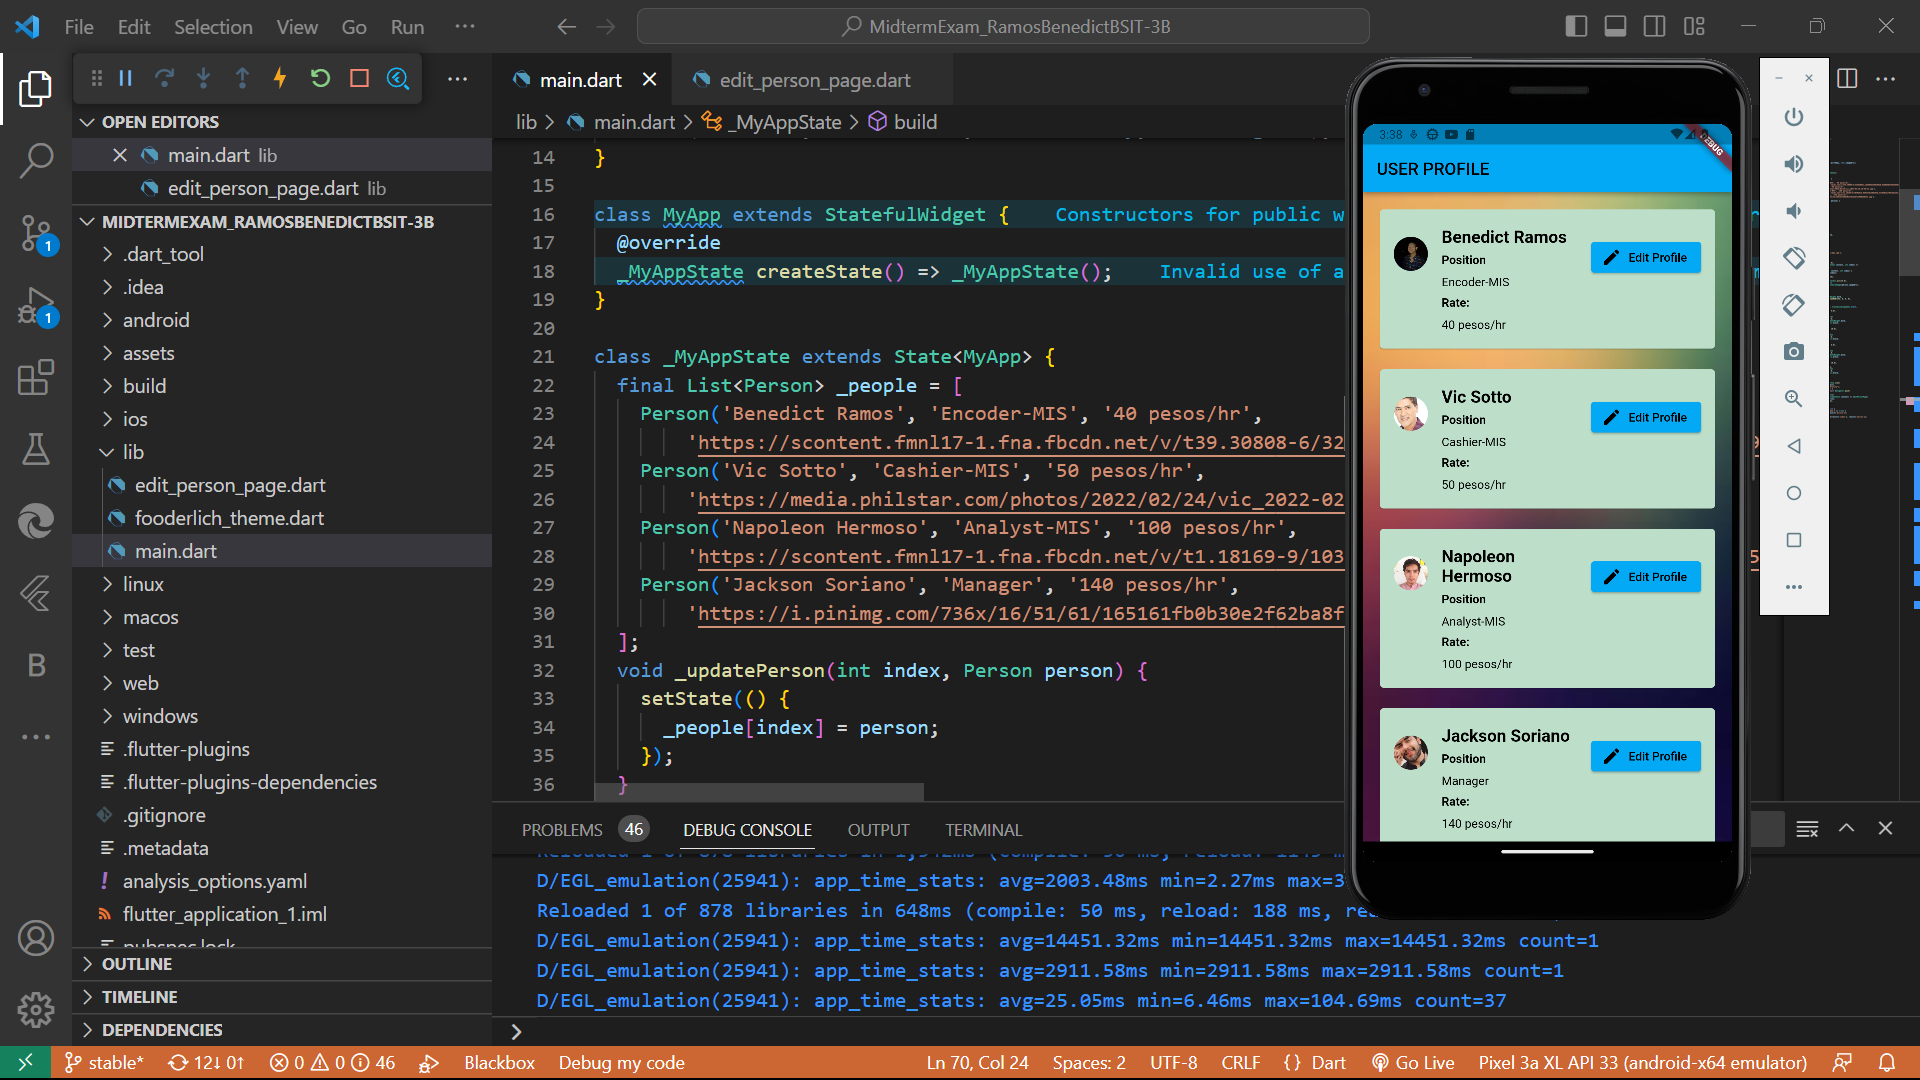 File Edit Selection View Go Run ···
MidtermExam_RamosBenedictBSIT-3B
OPEN EDITORS
main.dart lib
edit_person_page.dart lib
MIDTERMEXAM_RAMOSBENEDICTBSIT-3B
.dart_tool
.idea
android
assets
build
ios
lib
edit_person_page.dart
fooderlich_theme.dart
main.dart
linux
macos
test
web
windows
.flutter-plugins
.flutter-plugins-dependencies
.gitignore
.metadata
analysis_options.yaml
flutter_application_1.iml
pubspec.lock
OUTLINE
TIMELINE
DEPENDENCIES
1
1
B
main.dart
edit_person_page.dart
lib > main.dart > _MyAppState > build
14 }
15
16 class MyApp extends StatefulWidget { Constructors for public w
17 @override
18 _MyAppState createState() => _MyAppState(); Invalid use of a
19 }
20
21 class _MyAppState extends State<MyApp> {
22 final List<Person> _people = [
23 Person('Benedict Ramos', 'Encoder-MIS', '40 pesos/hr',
24 'https://scontent.fmnl17-1.fna.fbcdn.net/v/t39.30808-6/32
25 Person('Vic Sotto', 'Cashier-MIS', '50 pesos/hr',
26 'https://media.philstar.com/photos/2022/02/24/vic_2022-02
27 Person('Napoleon Hermoso', 'Analyst-MIS', '100 pesos/hr',
28 'https://scontent.fmnl17-1.fna.fbcdn.net/v/t1.18169-9/103
29 Person('Jackson Soriano', 'Manager', '140 pesos/hr',
30 'https://i.pinimg.com/736x/16/51/61/165161fb0b30e2f62ba8f
31 ];
32 void _updatePerson(int index, Person person) {
33 setState(() {
34 _people[index] = person;
35 });
36 }
3:38
DEBUG
USER PROFILE
Benedict Ramos
Position
Encoder-MIS
Rate:
40 pesos/hr
Edit Profile
Vic Sotto
Position
Cashier-MIS
Rate:
50 pesos/hr
Edit Profile
Napoleon
Hermoso
Position
Analyst-MIS
Rate:
100 pesos/hr
Edit Profile
Jackson Soriano
Position
Manager
Rate:
140 pesos/hr
Edit Profile
PROBLEMS 46 DEBUG CONSOLE OUTPUT TERMINAL
D/EGL_emulation(25941): app_time_stats: avg=2003.48ms min=2.27ms max=3
Reloaded 1 of 878 libraries in 648ms (compile: 50 ms, reload: 188 ms, re
D/EGL_emulation(25941): app_time_stats: avg=14451.32ms min=14451.32ms max=14451.32ms count=1
D/EGL_emulation(25941): app_time_stats: avg=2911.58ms min=2911.58ms max=2911.58ms count=1
D/EGL_emulation(25941): app_time_stats: avg=25.05ms min=6.46ms max=104.69ms count=37
>
stable* 12↓ 0↑ 0 0 46 Blackbox Debug my code Ln 70, Col 24 Spaces: 2 UTF-8 CRLF {} Dart Go Live Pixel 3a XL API 33 (android-x64 emulator)